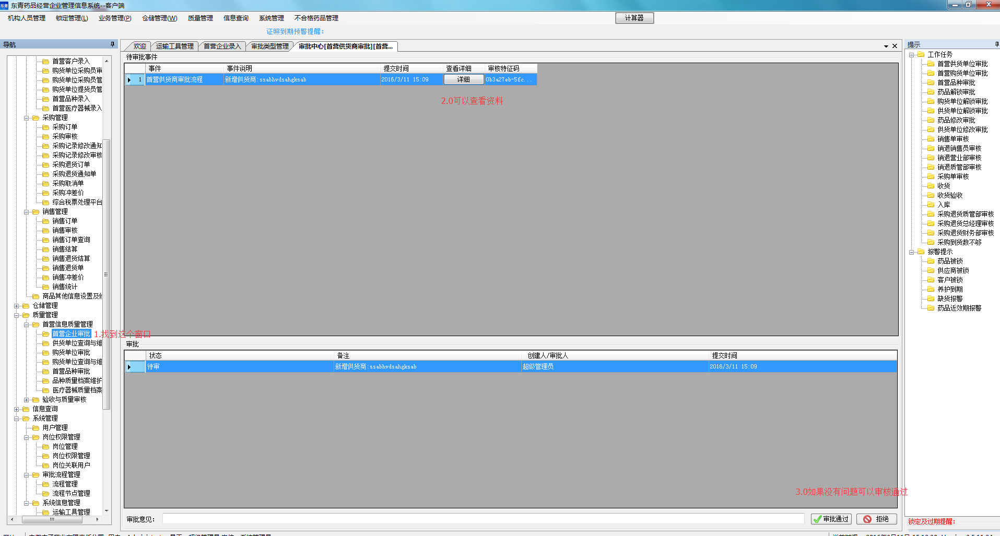 东青药品经营企业管理信息系统--客户端
机构人员管理 锁定管理(L) 业务管理(P) 仓储管理(W) 质量管理 信息查询 系统管理 不合格药品管理 计算器
证照到期预警提醒：
导航
首营客户录入
购货单位采购员审
购货单位采购员管
购货单位提货员管
首营品种录入
首营医疗器械录入
采购管理
采购订单
采购审核
采购记录修改通知
采购记录修改审核
采购退货订单
采购退货通知单
采购取消单
采购冲差价
综合税票处理平台
销售管理
销售订单
销售审核
销售订单查询
销售结算
销售退货结算
销售退货单
销售冲差价
销售统计
商品其他信息设置及
仓储管理
质量管理
首营信息质量管理
首营企业审批 1.找到这个窗口
供货单位查询与维
购货单位审批
购货单位查询与维
首营品种审批
品种质量档案维护
医疗器械质量档案
验收与质量审核
信息查询
系统管理
用户管理
岗位权限管理
岗位管理
岗位权限管理
岗位关联用户
审批流程管理
流程管理
流程节点管理
系统信息管理
运输工具管理
欢迎 运输工具管理 首营企业录入 审批类型管理 审批中心[首营供货商审批][首营...
待审批事件
事件 事件说明 提交时间 查看详细 审核特征码
1 首营供货商审批流程 新增供货商:ssabhvdsahgksab 2016/3/11 15:09 详细 0b3a27eb-5fc...
2.0可以查看资料
审批
状态 备注 创建人/审批人 提交时间
待审 新增供货商:ssabhvdsahgksab 超级管理员 2016/3/11 15:09
3.0如果没有问题可以审核通过
审批意见： 审批通过 拒绝
提示
工作任务
首营供货单位审批
首营购货单位审批
首营品种审批
药品解锁审批
购货单位解锁审批
供货单位解锁审批
药品修改审批
供货单位修改审批
销售单审核
销退销售员审核
销退营业部审核
销退质管部审核
采购单审核
收货
收货验收
入库
采购退货质管部审核
采购退货总经理审核
采购退货财务部审核
采购到货数不够
报警提示
药品被锁
供应商被锁
客户被锁
养护到期
缺货报警
药品近效期报警
锁定及过期提醒：